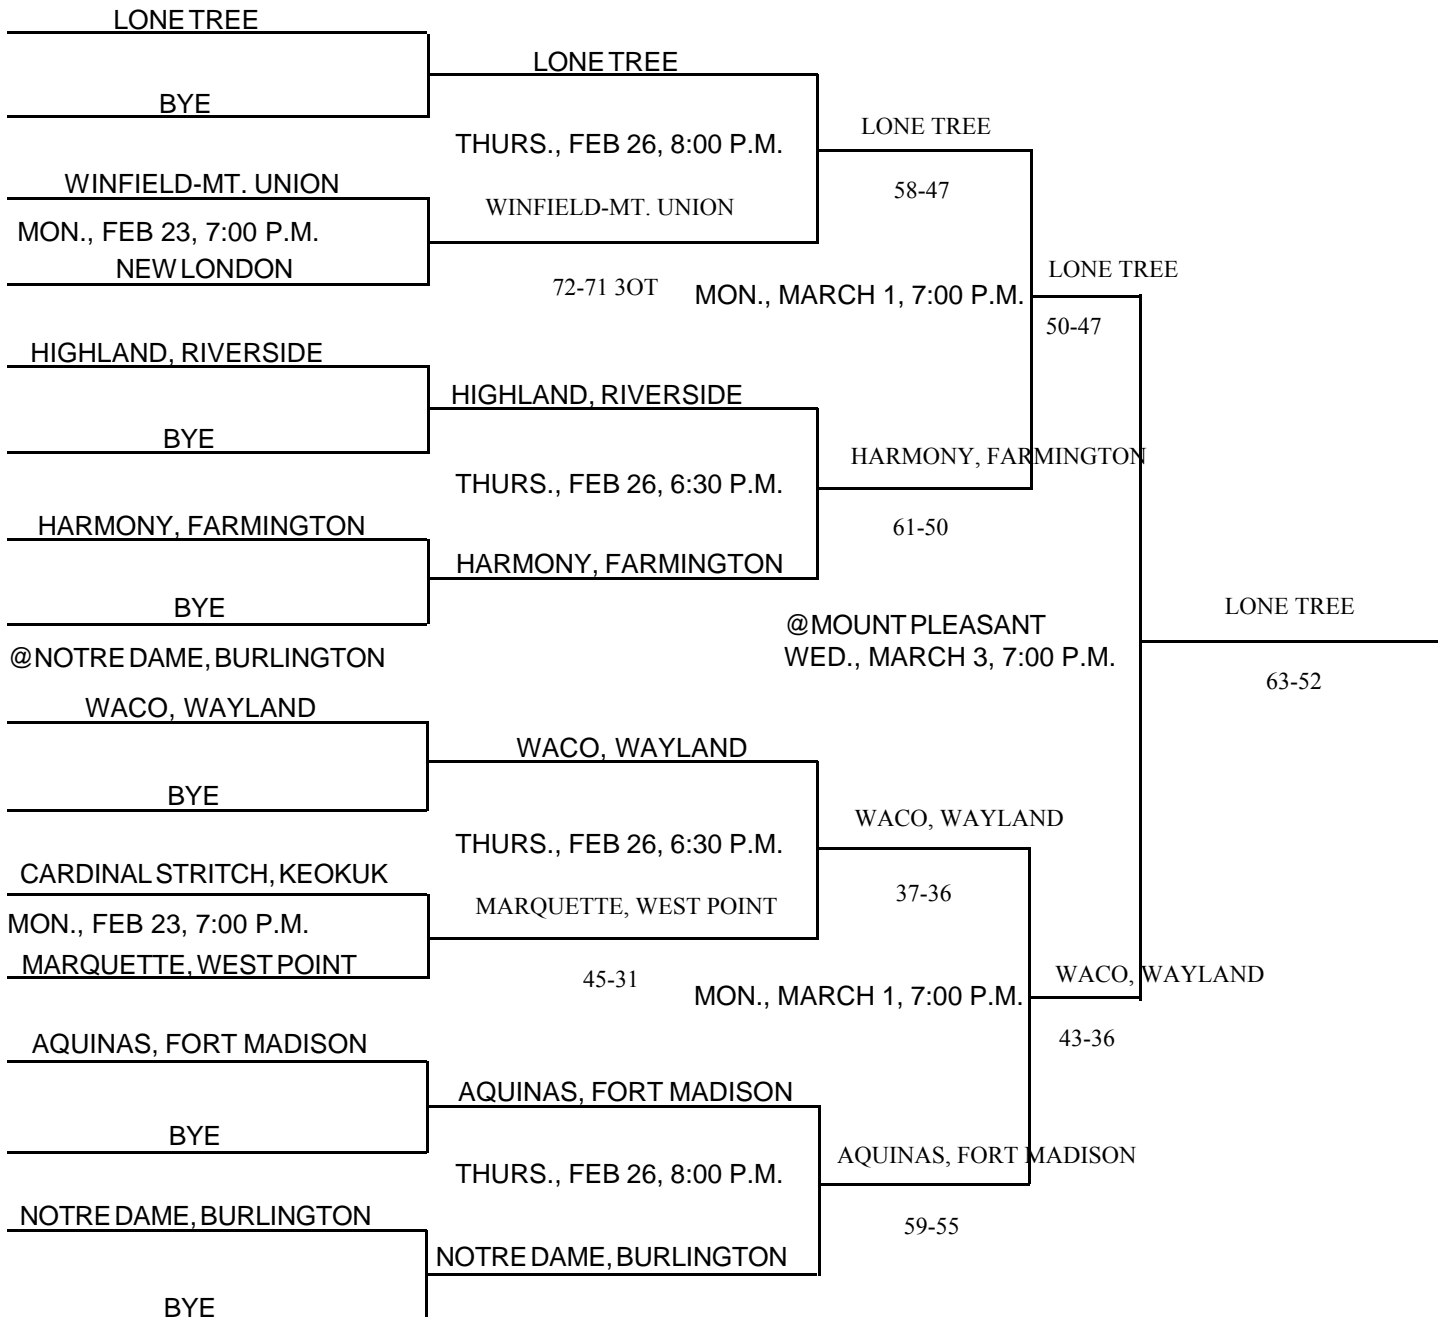 LONE TREE
LONE TREE
BYE
LONE TREE
THURS., FEB 26, 8:00 P.M.
WINFIELD-MT. UNION
58-47
WINFIELD-MT. UNION
MON., FEB 23, 7:00 P.M.
NEW LONDON
LONE TREE
72-71 3OT
MON., MARCH 1, 7:00 P.M.
50-47
HIGHLAND, RIVERSIDE
HIGHLAND, RIVERSIDE
BYE
HARMONY, FARMINGTON
THURS., FEB 26, 6:30 P.M.
HARMONY, FARMINGTON
61-50
HARMONY, FARMINGTON
BYE
LONE TREE
@MOUNT PLEASANT
@NOTRE DAME, BURLINGTON
WED., MARCH 3, 7:00 P.M.
63-52
WACO, WAYLAND
WACO, WAYLAND
BYE
WACO, WAYLAND
THURS., FEB 26, 6:30 P.M.
CARDINAL STRITCH, KEOKUK
37-36
MARQUETTE, WEST POINT
MON., FEB 23, 7:00 P.M.
MARQUETTE, WEST POINT
WACO, WAYLAND
45-31
MON., MARCH 1, 7:00 P.M.
43-36
AQUINAS, FORT MADISON
AQUINAS, FORT MADISON
BYE
AQUINAS, FORT MADISON
THURS., FEB 26, 8:00 P.M.
NOTRE DAME, BURLINGTON
59-55
NOTRE DAME, BURLINGTON
BYE